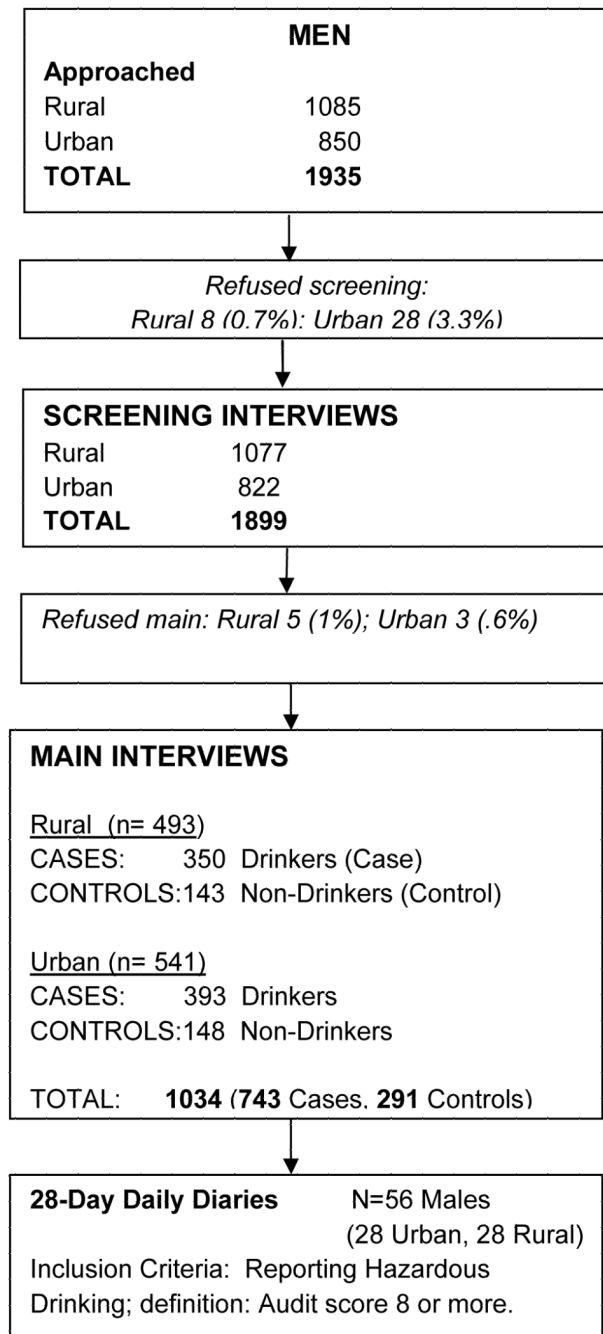 MEN
Approached
Rural 1085
Urban 850
TOTAL 1935
Refused screening:
Rural 8 (0.7%): Urban 28 (3.3%)
SCREENING INTERVIEWS
Rural 1077
Urban 822
TOTAL 1899
Refused main: Rural 5 (1%); Urban 3 (.6%)
MAIN INTERVIEWS
Rural (n= 493)
CASES: 350 Drinkers (Case)
CONTROLS:143 Non-Drinkers (Control)
Urban (n= 541)
CASES: 393 Drinkers
CONTROLS:148 Non-Drinkers
TOTAL: 1034 (743 Cases, 291 Controls)
28-Day Daily Diaries N=56 Males
(28 Urban, 28 Rural)
Inclusion Criteria: Reporting Hazardous
Drinking; definition: Audit score 8 or more.